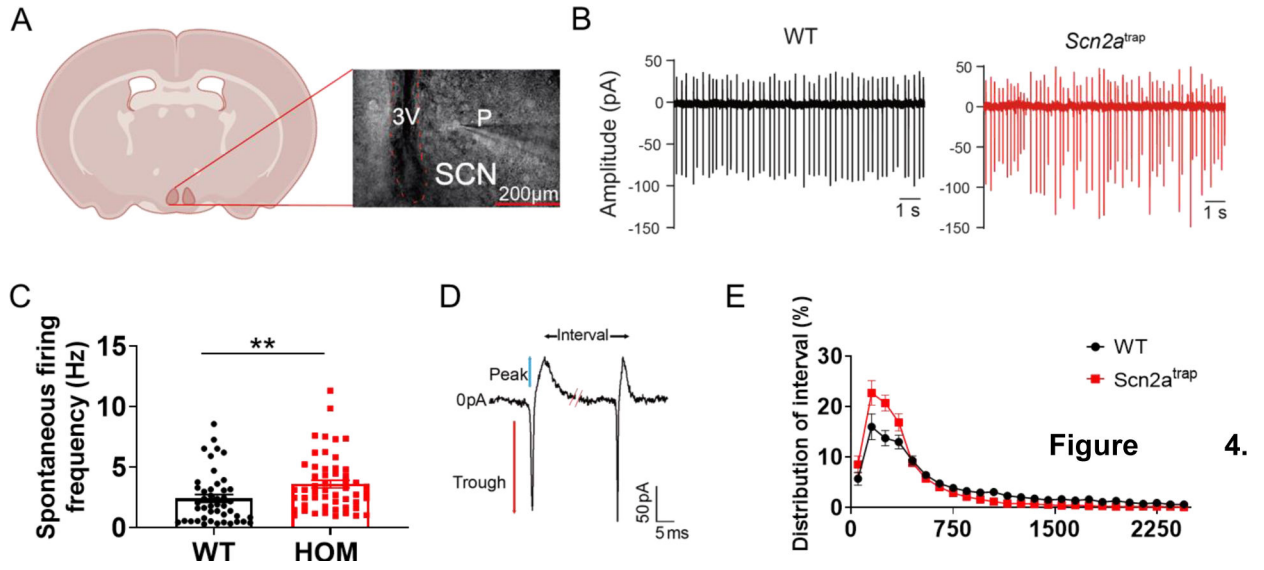 A
3V
P
SCN
200μm
B
WT
Scn2a^trap
Amplitude (pA)
50
0
-50
-100
-150
1 s
50
0
-50
-100
-150
1 s
C
Spontaneous firing
frequency (Hz)
15
10
5
0
**
WT
HOM
D
Interval
Peak
0pA
Trough
50pA
5 ms
E
Distribution of interval (%)
30
20
10
0
0
750
1500
2250
WT
Scn2a^trap
Figure 4.